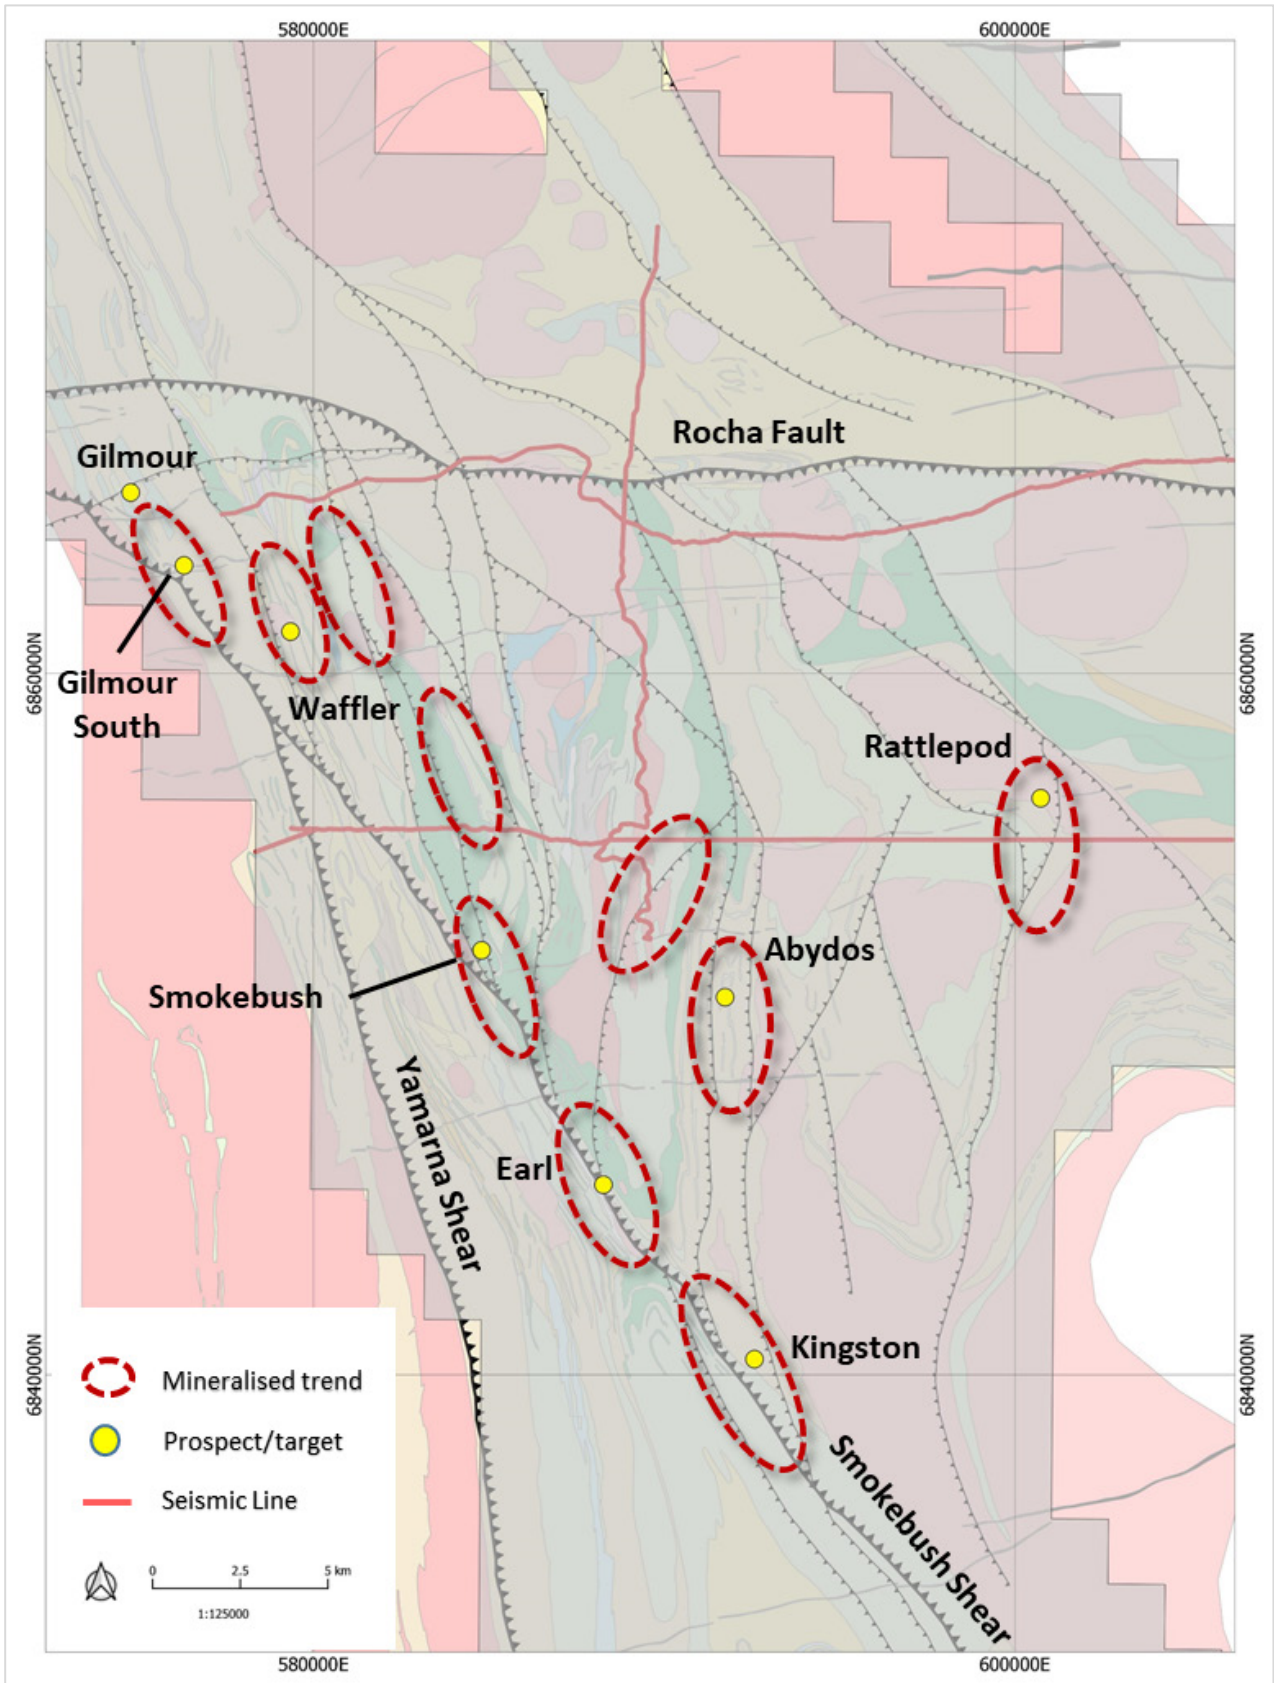 580000E
600000E
Rocha Fault
Gilmour
6860000N
6860000N
Gilmour
South
Waffler
Rattlepod
Abydos
Smokebush
Yamarna Shear
Earl
Kingston
6840000N
6840000N
Mineralised trend
Prospect/target
Seismic Line
Smokebush Shear
0 2.5 5 km
1:125000
580000E
600000E